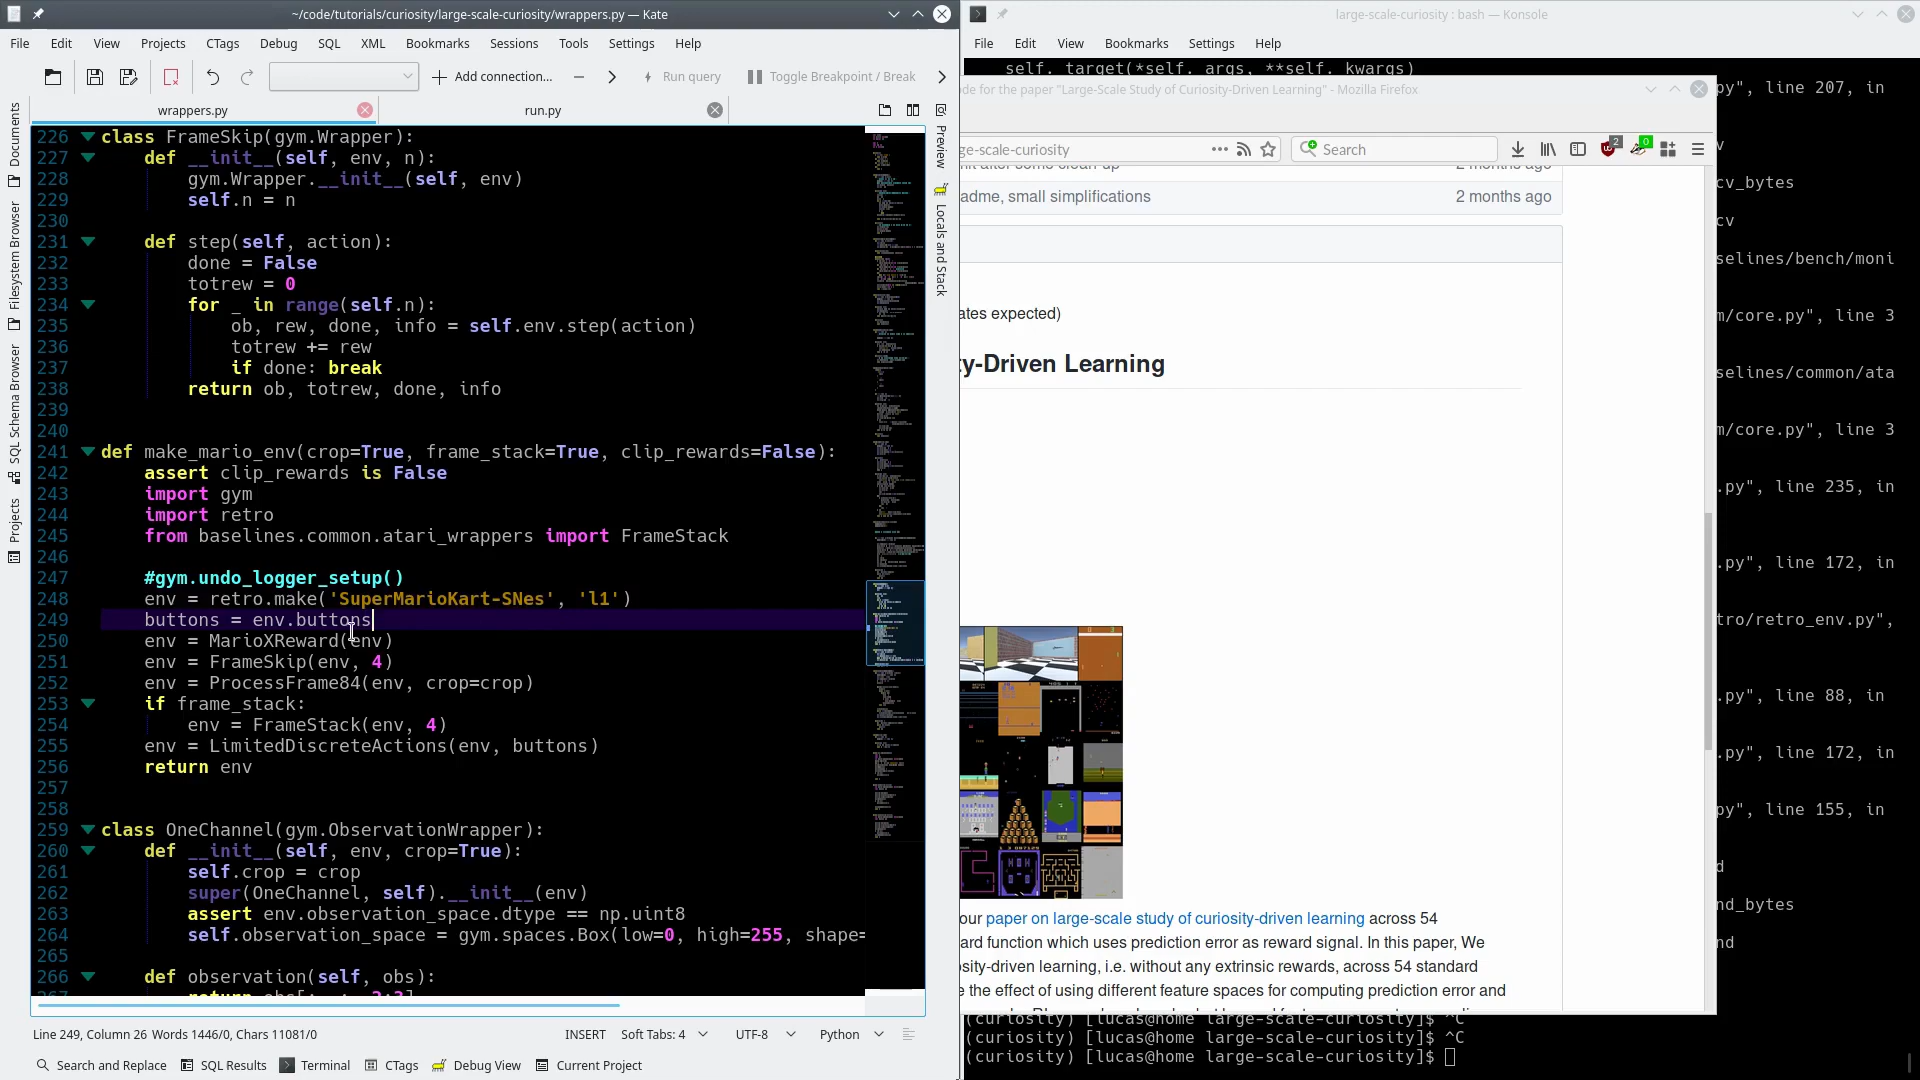 ~/code/tutorials/curiosity/large-scale-curiosity/wrappers.py — Kate
File Edit View Projects CTags Debug SQL XML Bookmarks Sessions Tools Settings Help
Add connection... Run query Toggle Breakpoint / Break
wrappers.py run.py
Documents
Filesystem Browser
SQL Schema Browser
Projects
226 class FrameSkip(gym.Wrapper):
227 def __init__(self, env, n):
228 gym.Wrapper.__init__(self, env)
229 self.n = n
230
231 def step(self, action):
232 done = False
233 totrew = 0
234 for _ in range(self.n):
235 ob, rew, done, info = self.env.step(action)
236 totrew += rew
237 if done: break
238 return ob, totrew, done, info
239
240
241 def make_mario_env(crop=True, frame_stack=True, clip_rewards=False):
242 assert clip_rewards is False
243 import gym
244 import retro
245 from baselines.common.atari_wrappers import FrameStack
246
247 #gym.undo_logger_setup()
248 env = retro.make('SuperMarioKart-SNes', 'l1')
249 buttons = env.buttons
250 env = MarioXReward(env)
251 env = FrameSkip(env, 4)
252 env = ProcessFrame84(env, crop=crop)
253 if frame_stack:
254 env = FrameStack(env, 4)
255 env = LimitedDiscreteActions(env, buttons)
256 return env
257
258
259 class OneChannel(gym.ObservationWrapper):
260 def __init__(self, env, crop=True):
261 self.crop = crop
262 super(OneChannel, self).__init__(env)
263 assert env.observation_space.dtype == np.uint8
264 self.observation_space = gym.spaces.Box(low=0, high=255, shape=
265
266 def observation(self, obs):
Preview
Locals and Stack
Line 249, Column 26 Words 1446/0, Chars 11081/0 INSERT Soft Tabs: 4 UTF-8 Python
Search and Replace SQL Results Terminal CTags Debug View Current Project
large-scale-curiosity : bash — Konsole
File Edit View Bookmarks Settings Help
self._target(*self._args, **self._kwargs)
ode for the paper "Large-Scale Study of Curiosity-Driven Learning" - Mozilla Firefox
ge-scale-curiosity Search 2 0
it after some clean up 2 months ago
adme, small simplifications 2 months ago
ates expected)
y-Driven Learning
our paper on large-scale study of curiosity-driven learning across 54
ard function which uses prediction error as reward signal. In this paper, We
osity-driven learning, i.e. without any extrinsic rewards, across 54 standard
e the effect of using different feature spaces for computing prediction error and
py", line 207, in
v
cv_bytes
cv
selines/bench/moni
m/core.py", line 3
selines/common/ata
m/core.py", line 3
.py", line 235, in
.py", line 172, in
tro/retro_env.py",
.py", line 88, in
.py", line 172, in
py", line 155, in
d
nd_bytes
nd
(curiosity) [lucas@home large-scale-curiosity]$ ^C
(curiosity) [lucas@home large-scale-curiosity]$ ^C
(curiosity) [lucas@home large-scale-curiosity]$